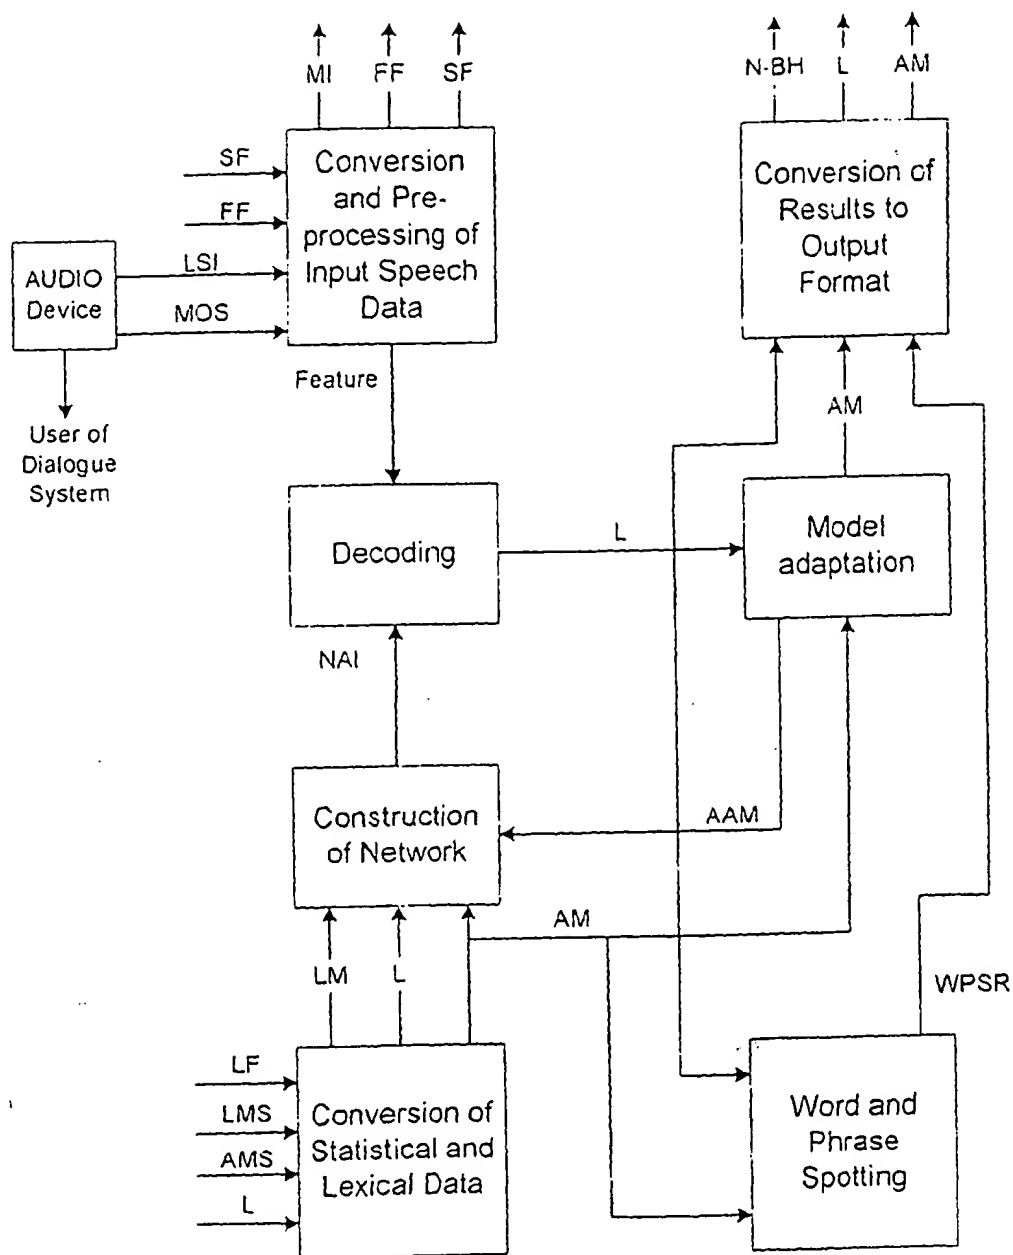 MI FF SF
N-BH L AM
SF
FF
LSI
MOS
AUDIO
Device
User of
Dialogue
System
Conversion
and Pre-
processing of
Input Speech
Data
Conversion of
Results to
Output
Format
Feature
AM
Decoding
L
Model
adaptation
NAI
Construction
of Network
AAM
AM
LM L
WPSR
LF
LMS
AMS
L
Conversion of
Statistical and
Lexical Data
Word and
Phrase
Spotting